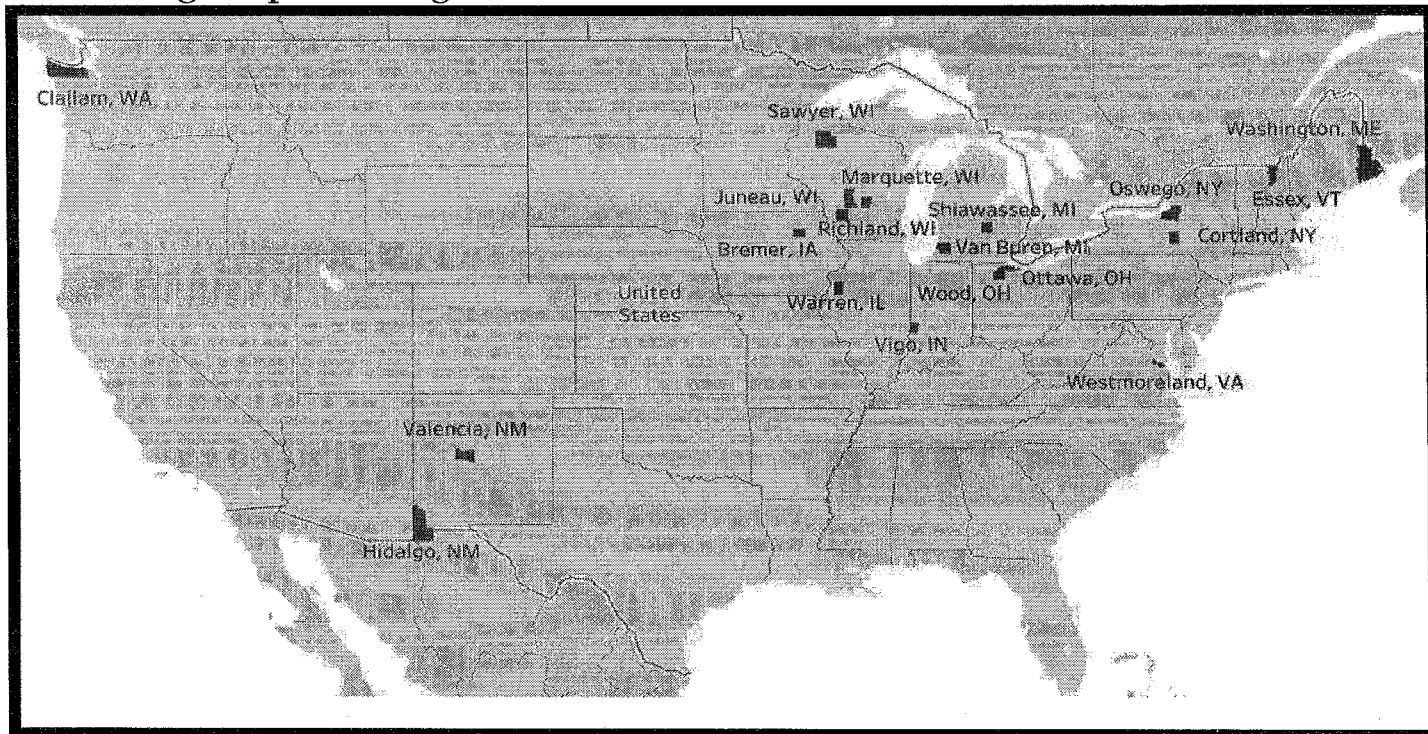 Clallam, WA
Sawyer, WI
Washington, ME
Marquette, WI
Juneau, WI
Oswego, NY
Essex, VT
Shiawassee, MI
Richland, WI
Cortland, NY
Bremer, IA
Van Buren, MI
Ottawa, OH
United
States
Warren, IL
Wood, OH
Vigo, IN
Westmoreland, VA
Valencia, NM
Hidalgo, NM